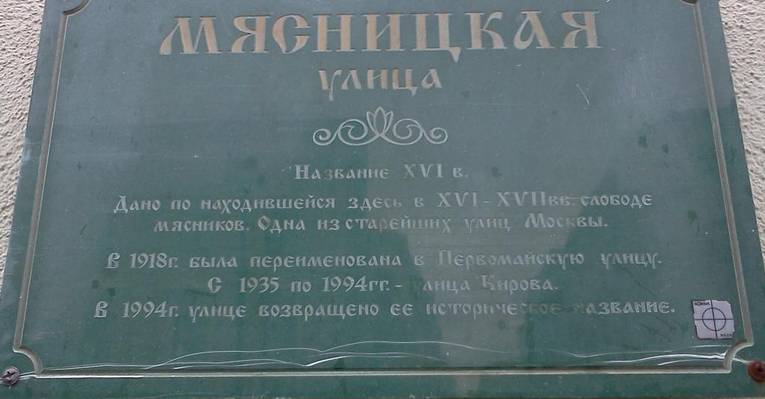 МЯСНИЦКАЯ
УЛИЦА
Название XVI в.
Дано по находившейся здесь в XVI-XVIIвв. слободе
мясников. Одна из старейших улиц Москвы.
В 1918г. была переименована в Первомайскую улицу.
С 1935 по 1994гг.- улица Кирова.
В 1994г. улице возвращено ее историческое название.